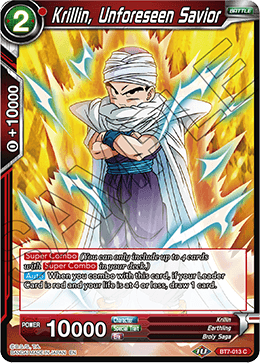 2
Krillin, Unforeseen Savior
BATTLE
+10000
Super Combo (You can only include up to 4 cards
with Super Combo in your deck.)
Auto When you combo with this card, if your Leader
Card is red and your life is at 4 or less, draw 1 card.
POWER 10000
Character Krillin
Special Trait Earthling
Era Broly Saga
BT7-013 C